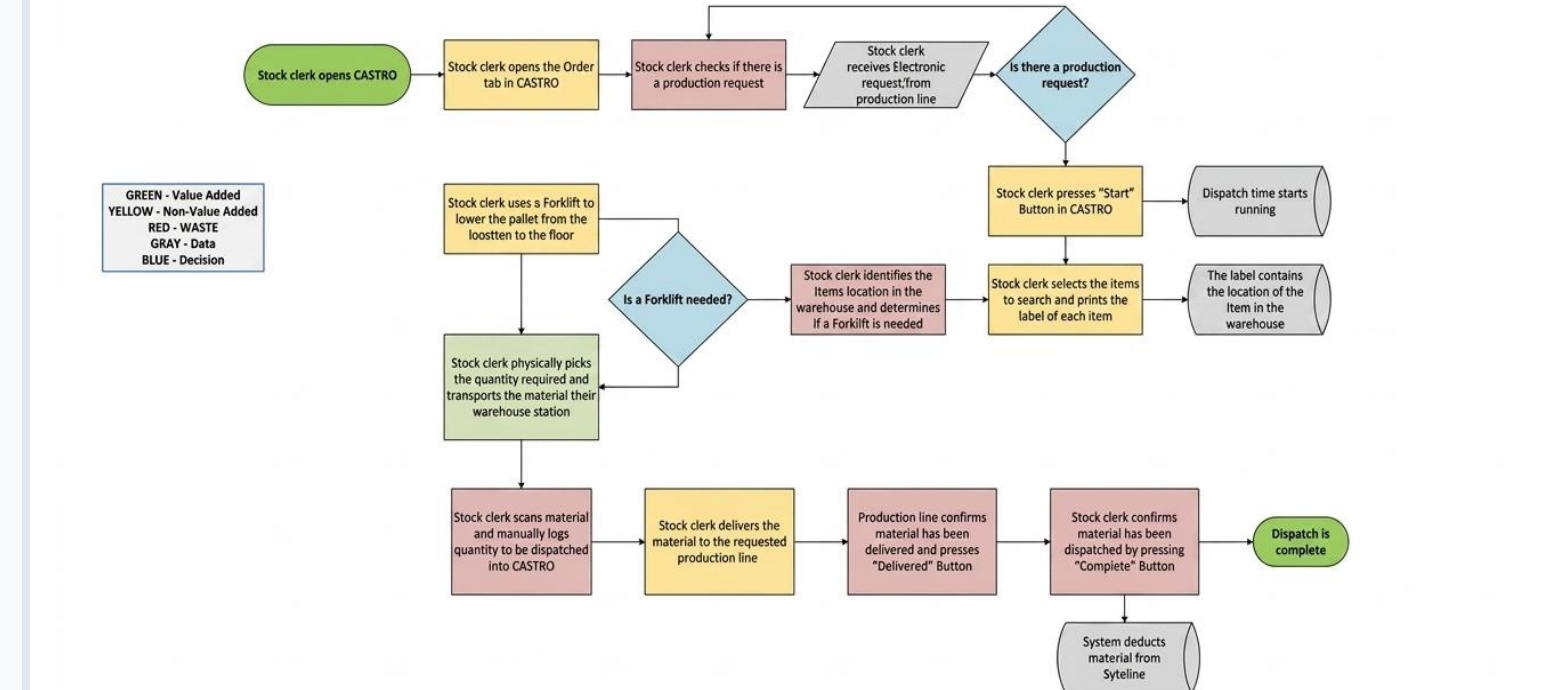 Stock clerk opens CASTRO
Stock clerk opens the Order
tab in CASTRO
Stock clerk checks if there is
a production request
Stock clerk
receives Electronic
request,'from
production line
Is there a production
request?
GREEN - Value Added
YELLOW - Non-Value Added
RED - WASTE
GRAY - Data
BLUE - Decision
Stock clerk uses s Forklift to
lower the pallet from the
loostten to the floor
Stock clerk presses "Start"
Button in CASTRO
Dispatch time starts
running
Is a Forklift needed?
Stock clerk identifies the
Items location in the
warehouse and determines
If a Forkilft is needed
Stock clerk selects the items
to search and prints the
label of each item
The label contains
the location of the
Item in the
warehouse
Stock clerk physically picks
the quantity required and
transports the material their
warehouse station
Stock clerk scans material
and manually logs
quantity to be dispatched
into CASTRO
Stock clerk delivers the
material to the requested
production line
Production line confirms
material has been
delivered and presses
"Delivered" Button
Stock clerk confirms
material has been
dispatched by pressing
"Complete" Button
Dispatch is
complete
System deducts
material from
Syteline